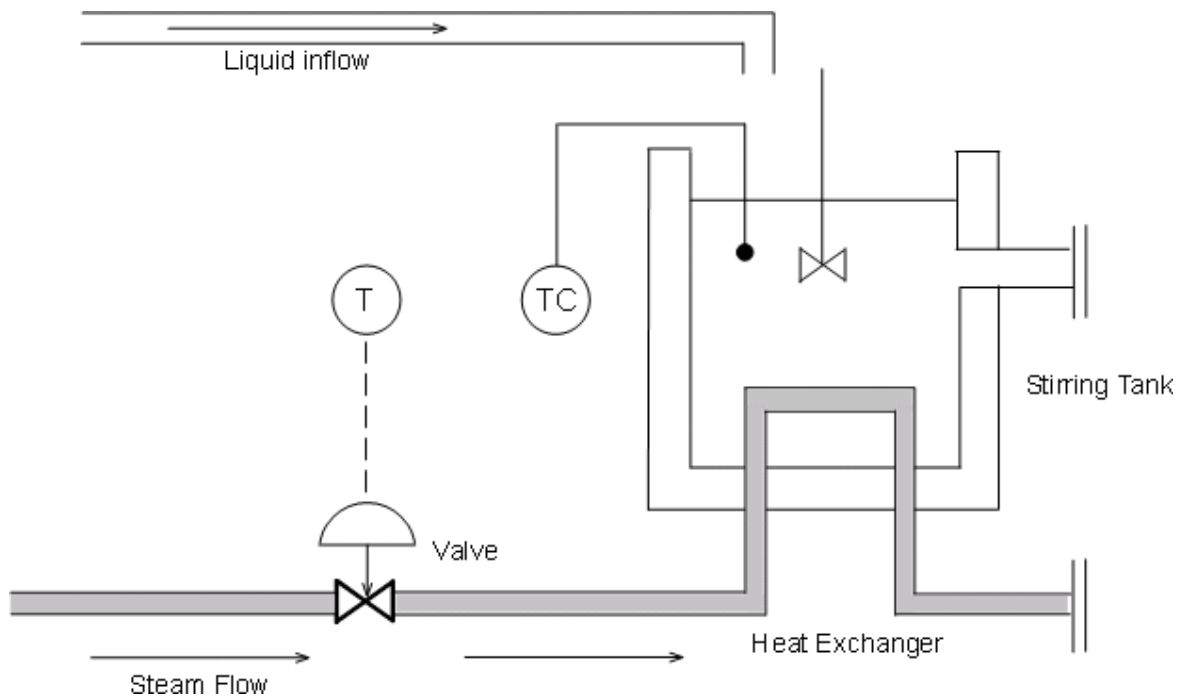 Liquid inflow
T
TC
Stirring Tank
Valve
Heat Exchanger
Steam Flow